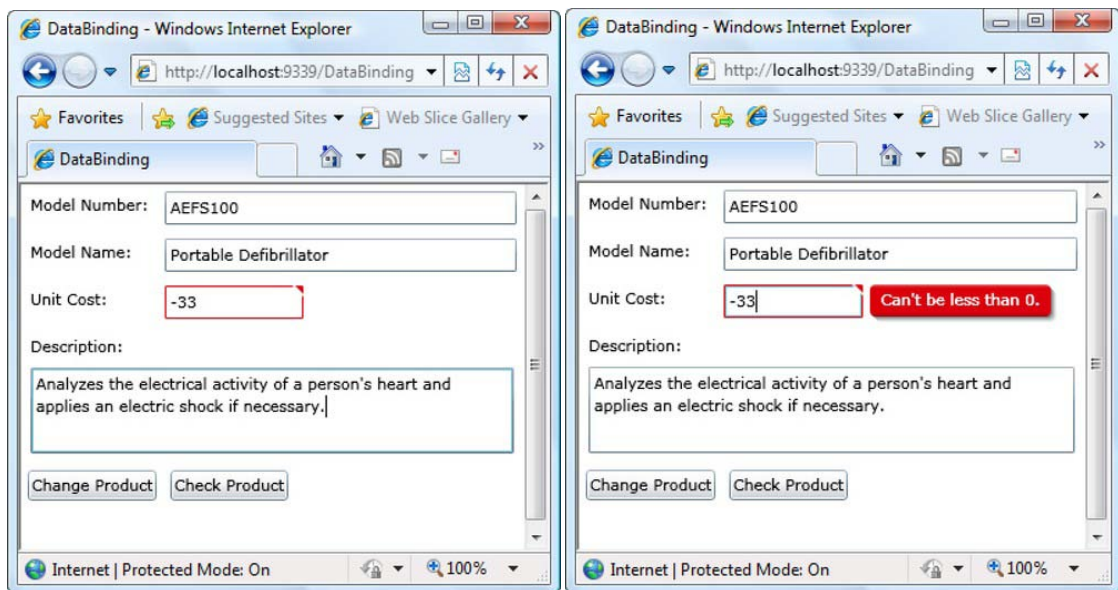 DataBinding - Windows Internet Explorer
http://localhost:9339/DataBinding
Favorites
Suggested Sites
Web Slice Gallery
DataBinding
Model Number:
AEFS100
Model Name:
Portable Defibrillator
Unit Cost:
-33
Description:
Analyzes the electrical activity of a person's heart and
applies an electric shock if necessary.
Change Product
Check Product
Internet | Protected Mode: On
100%
DataBinding - Windows Internet Explorer
http://localhost:9339/DataBinding
Favorites
Suggested Sites
Web Slice Gallery
DataBinding
Model Number:
AEFS100
Model Name:
Portable Defibrillator
Unit Cost:
-33
Can't be less than 0.
Description:
Analyzes the electrical activity of a person's heart and
applies an electric shock if necessary.
Change Product
Check Product
Internet | Protected Mode: On
100%